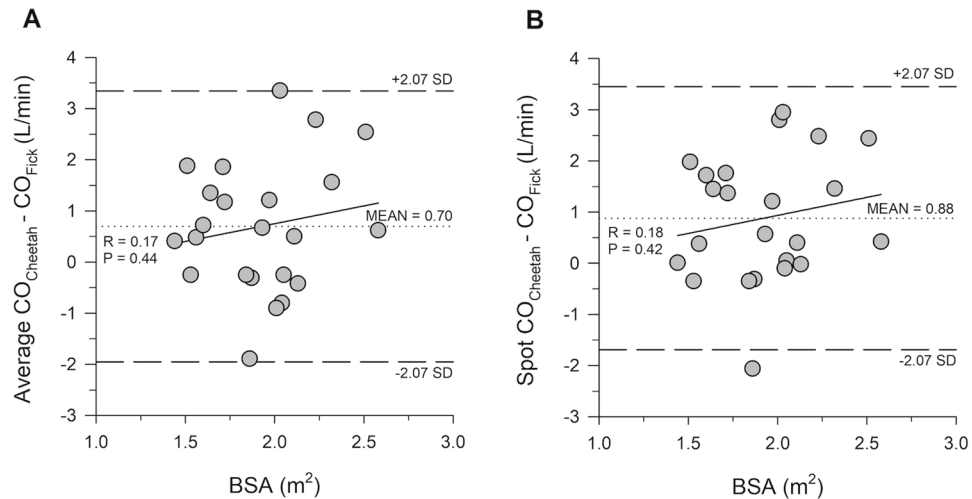 A
Average CO_Cheetah - CO_Fick (L/min)
4
3
2
1
0
-1
-2
-3
+2.07 SD
MEAN = 0.70
R = 0.17
P = 0.44
-2.07 SD
1.0 1.5 2.0 2.5 3.0
BSA (m²)
B
Spot CO_Cheetah - CO_Fick (L/min)
4
3
2
1
0
-1
-2
-3
+2.07 SD
MEAN = 0.88
R = 0.18
P = 0.42
-2.07 SD
1.0 1.5 2.0 2.5 3.0
BSA (m²)